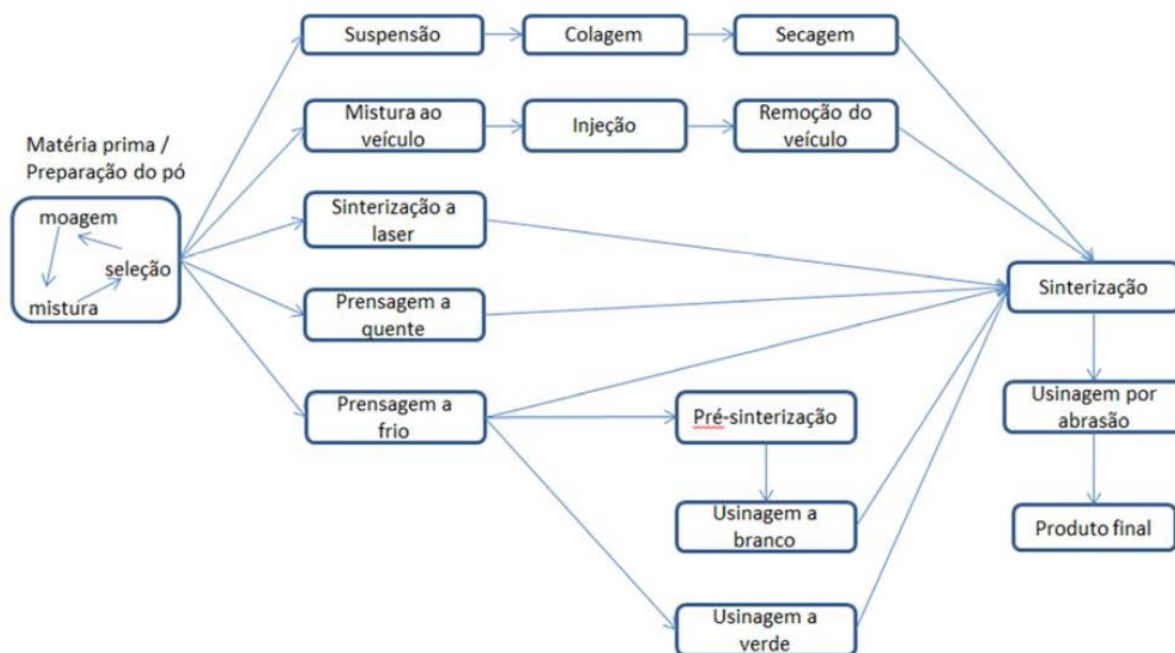 Suspensão
Colagem
Secagem
Matéria prima /
Preparação do pó
moagem
seleção
mistura
Mistura ao
veículo
Injeção
Remoção do
veículo
Sinterização a
laser
Prensagem a
quente
Sinterização
Prensagem a
frio
Pré-sinterização
Usinagem por
abrasão
Usinagem a
branco
Produto final
Usinagem a
verde